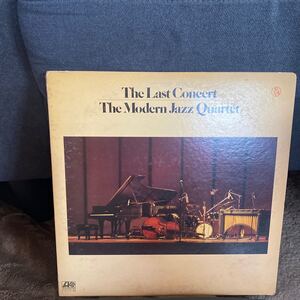 The Last Concert
The Modern Jazz Quartet